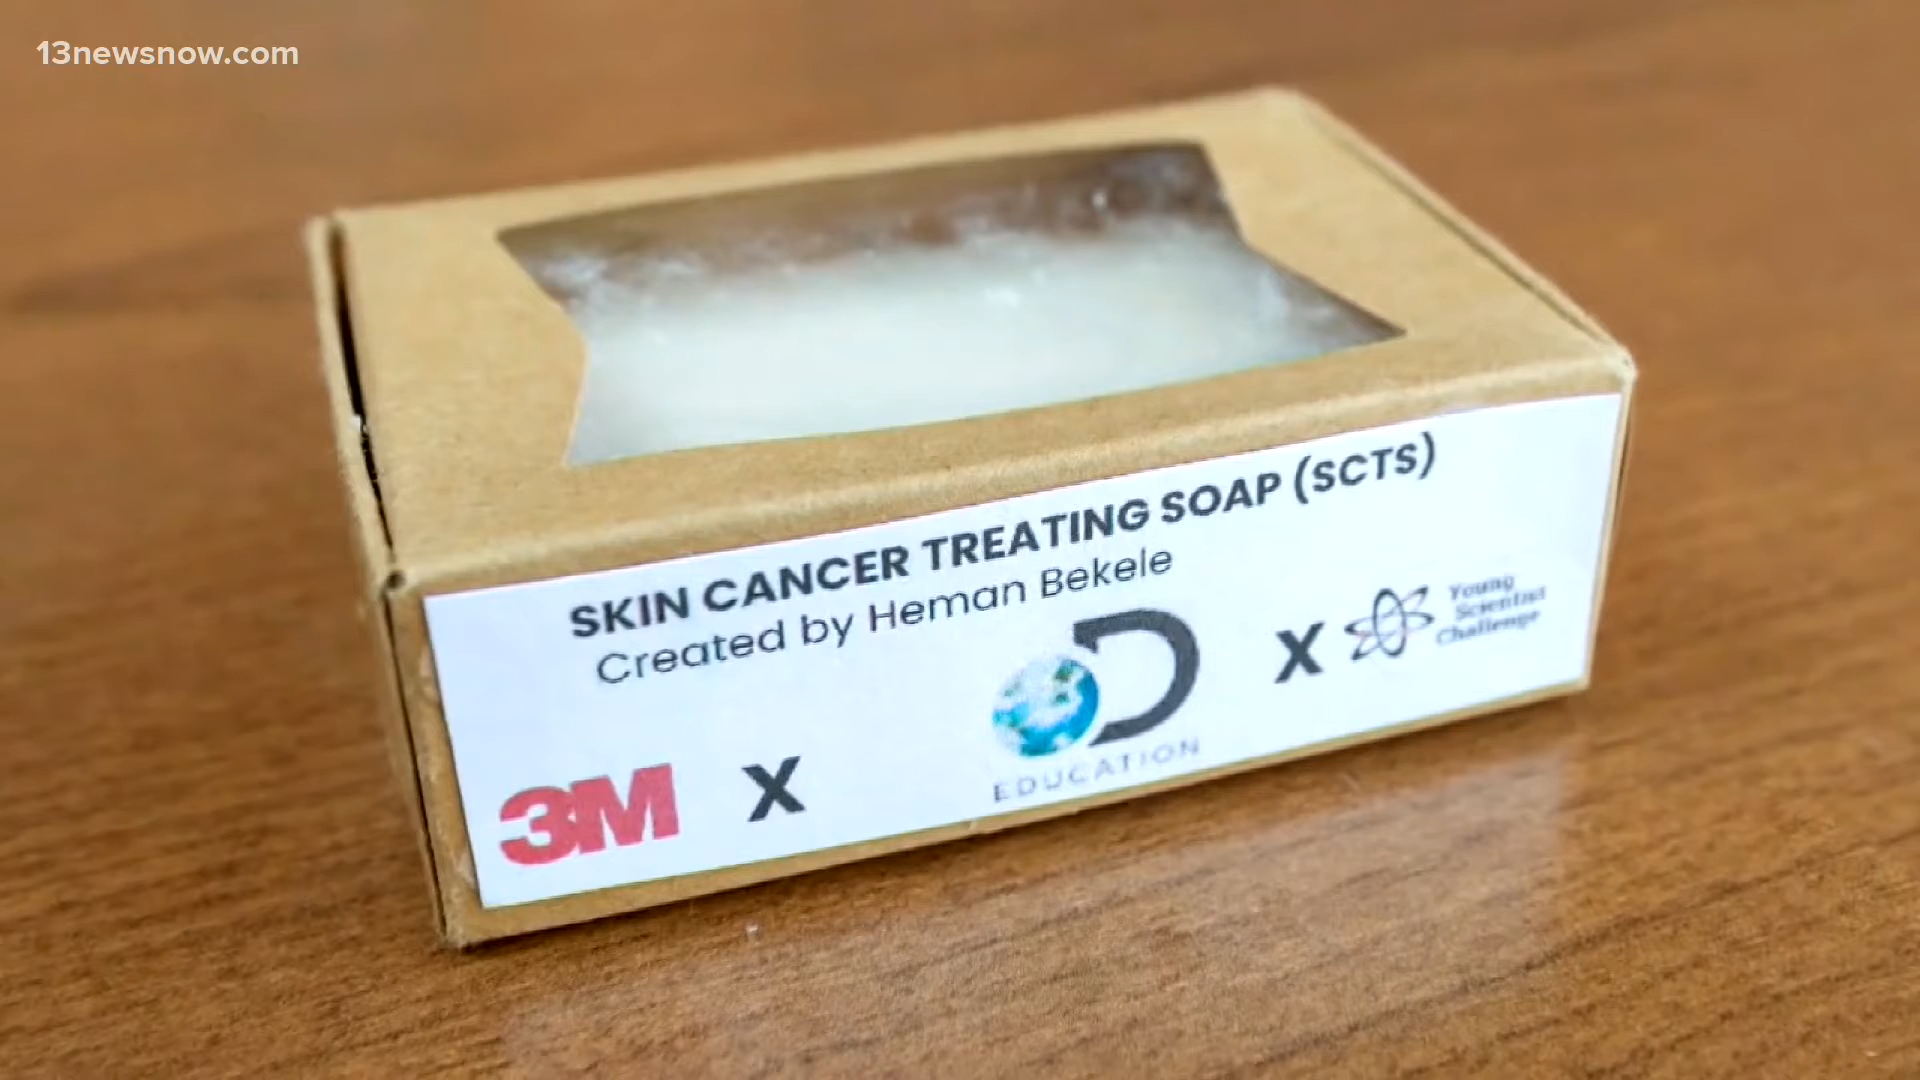 13newsnow.com
SKIN CANCER TREATING SOAP (SCTS)
Created by Heman Bekele
3M X
EDUCATION
X
Young
Scientist
Challenge